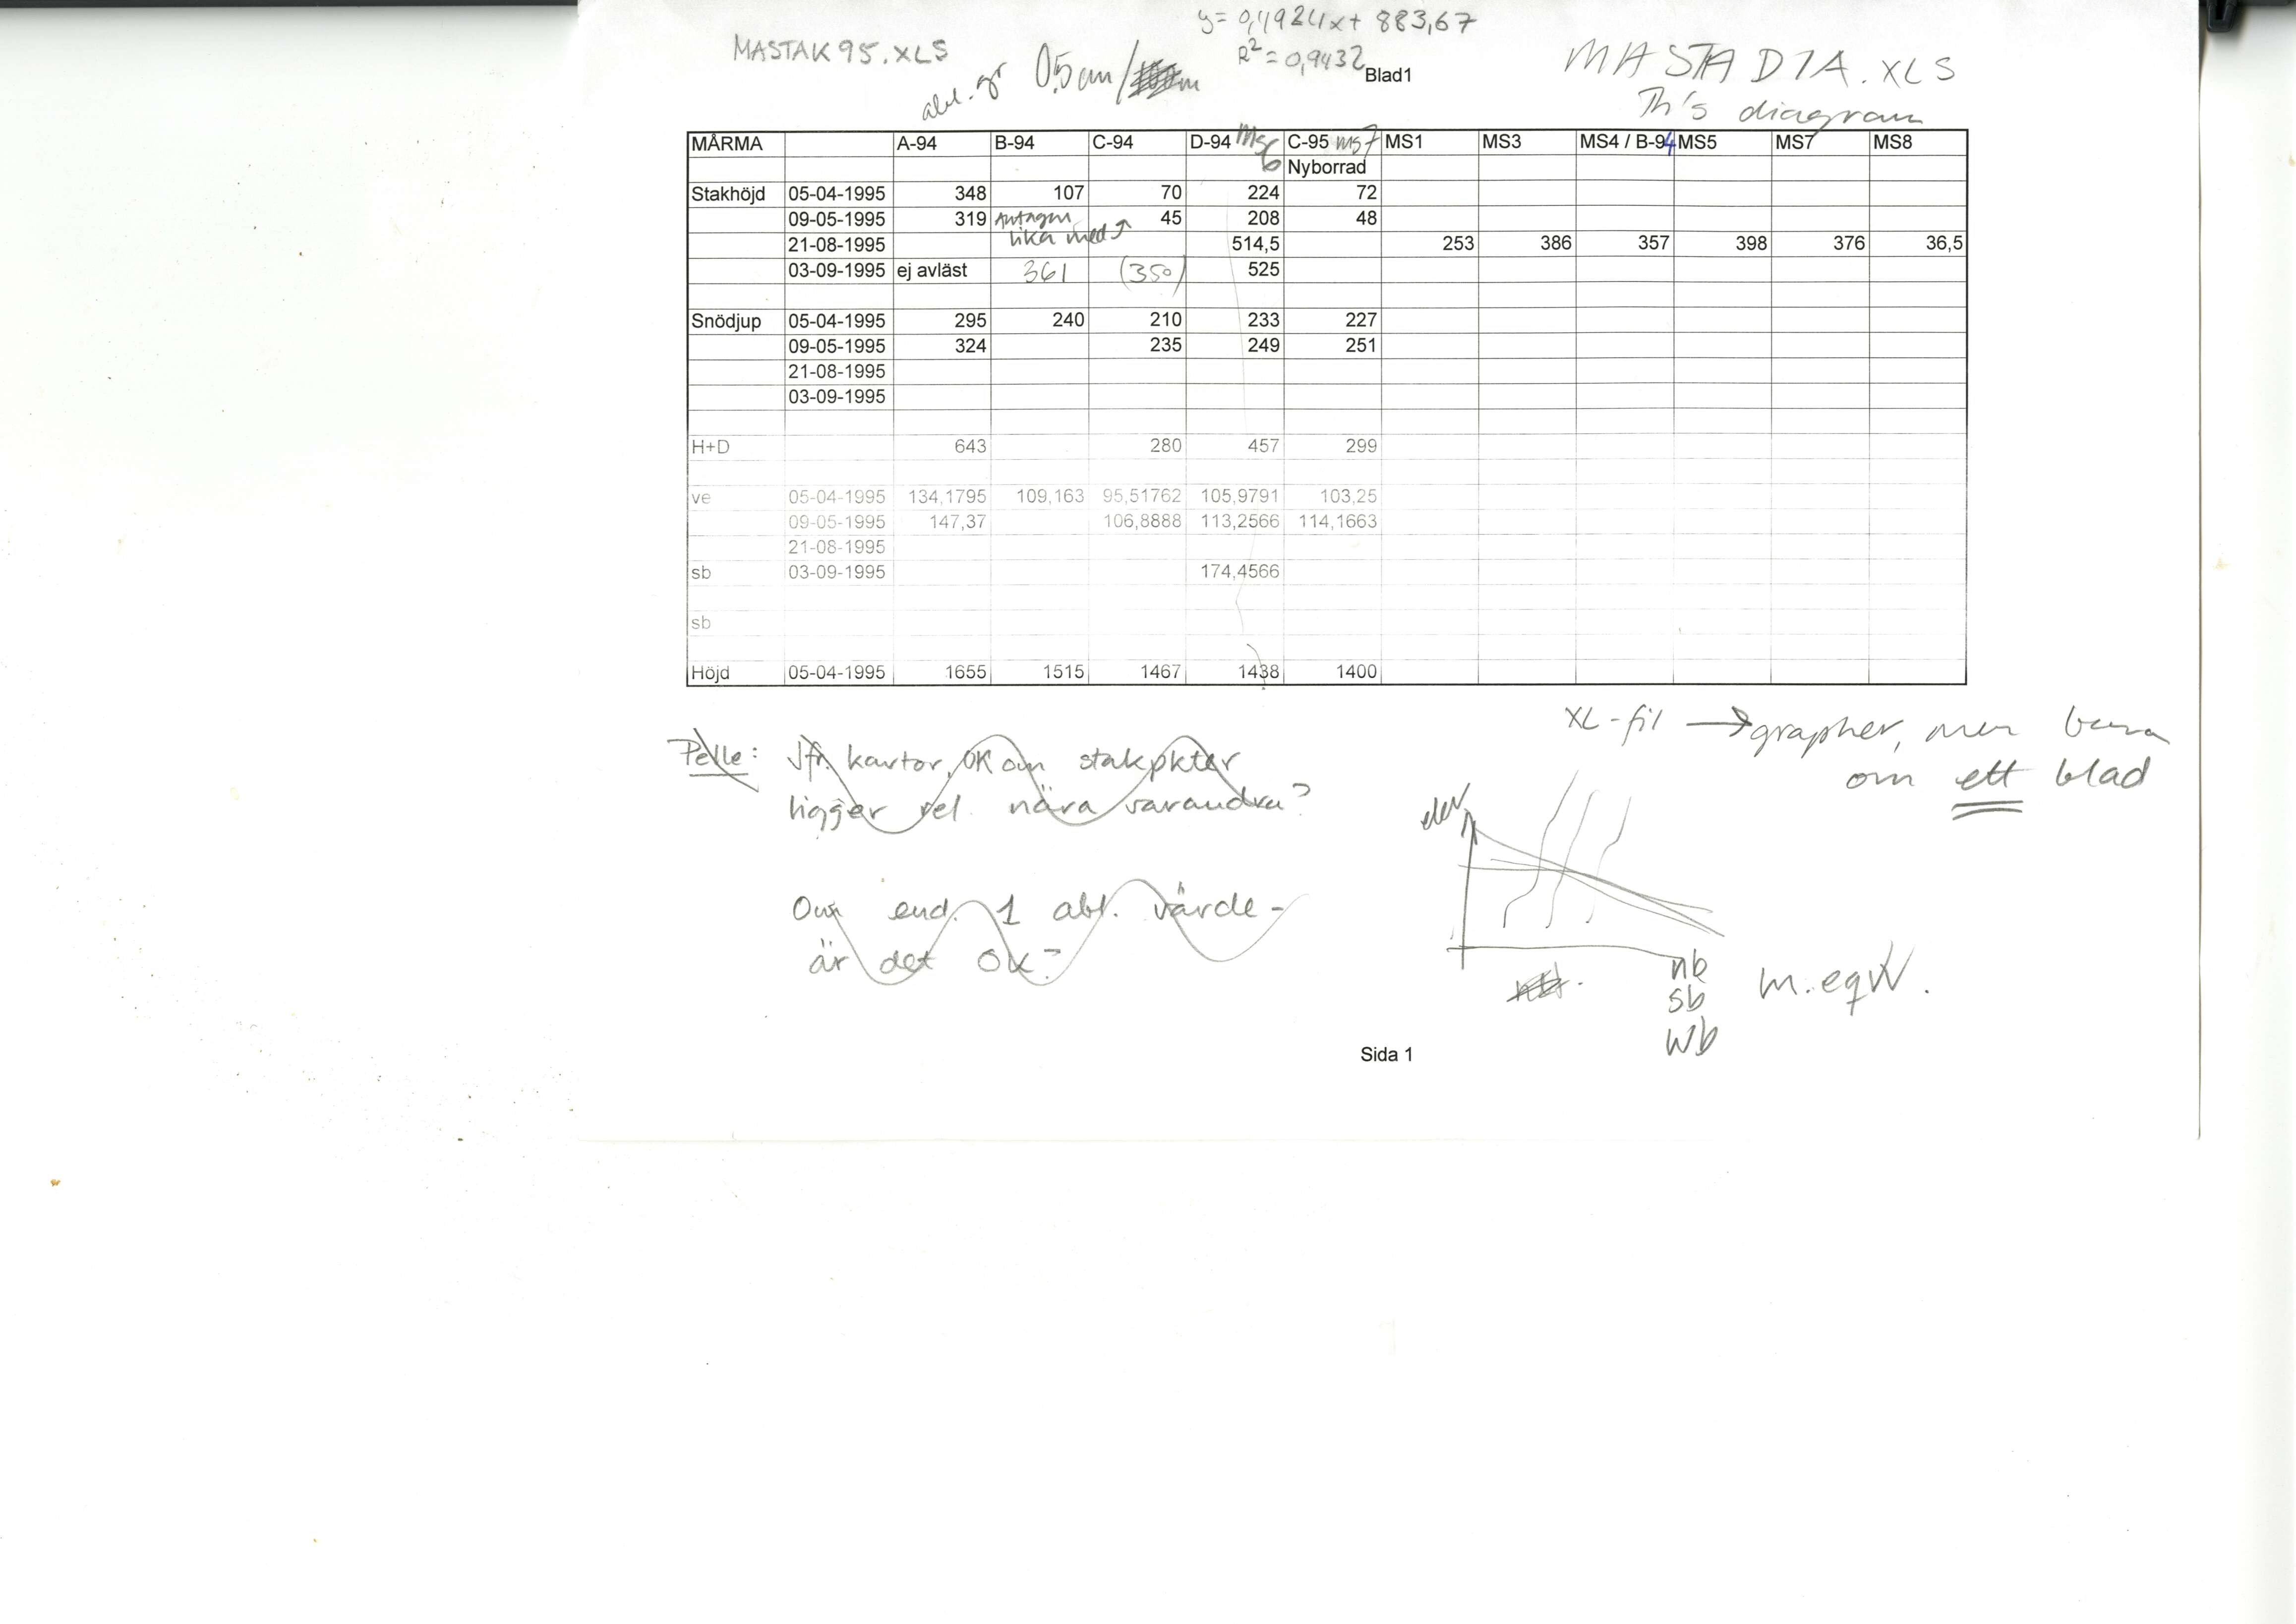 y = 0,4924x + 883,67
MASTAK95.XLS
R² = 0,9432
abl. gr 0,5 cm/ m
Blad1
MASTADIA.XLS
Th's diagram
MÅRMA A-94 B-94 C-94 D-94 MS6 C-95 MS7 MS1 MS3 MS4 / B-94 MS5 MS7 MS8
Nyborrad
Stakhöjd 05-04-1995 348 107 70 224 72
09-05-1995 319 Antagen 45 208 48
lika med ↑
21-08-1995 514,5 253 386 357 398 376 36,5
03-09-1995 ej avläst 361 (350) 525
Snödjup 05-04-1995 295 240 210 233 227
09-05-1995 324 235 249 251
21-08-1995
03-09-1995
H+D 643 280 457 299
ve 05-04-1995 134,1795 109,163 95,51762 105,9791 103,25
09-05-1995 147,37 106,8888 113,2566 114,1663
21-08-1995
sb 03-09-1995 174,4566
sb
Höjd 05-04-1995 1655 1515 1467 1438 1400
XL-fil → grapher, men bara
om ett blad
Pelle: Jfr. kartor, OK om stakpkter
ligger rel. nära varandra?
elev
Om end. 1 abl. värde -
är det OK?
nb
sb m.eqW.
wb
Sida 1